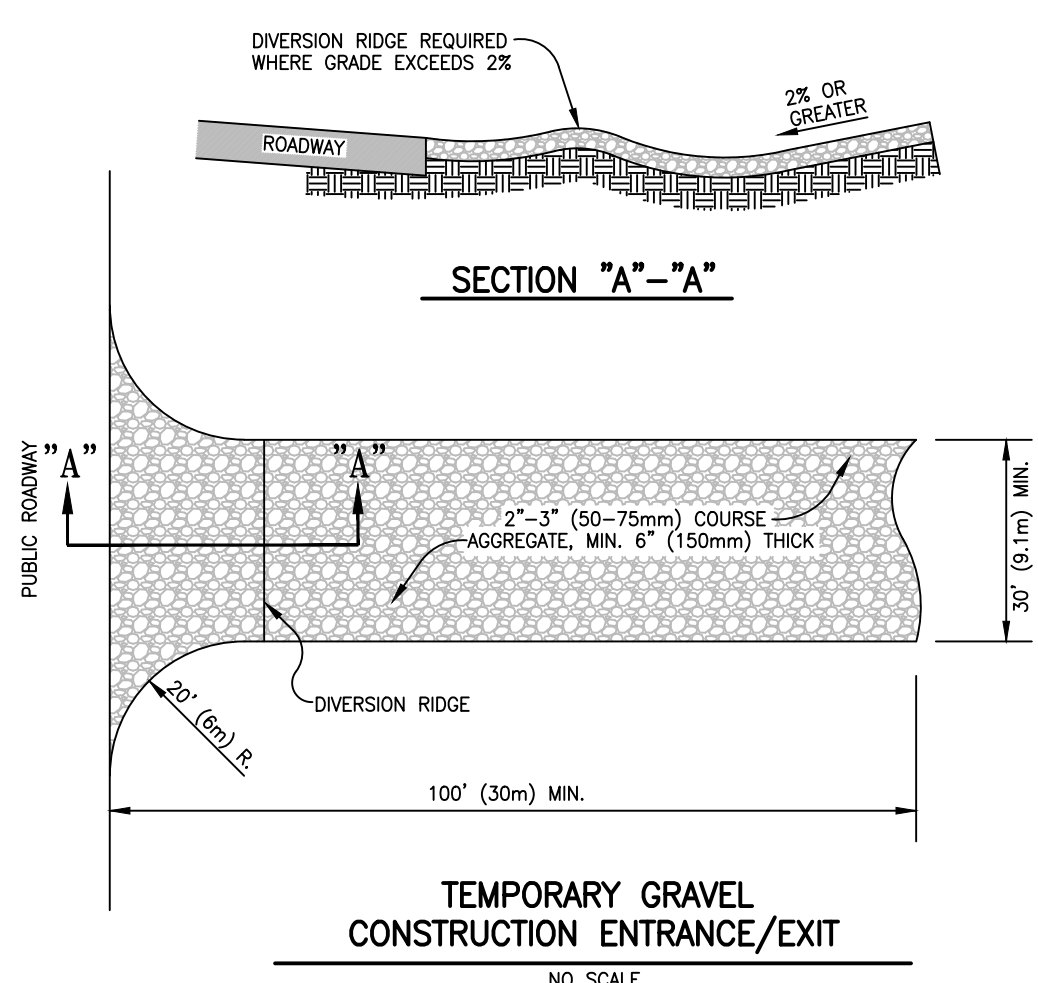 DIVERSION RIDGE REQUIRED
WHERE GRADE EXCEEDS 2%
2% OR
GREATER
ROADWAY
SECTION "A"-"A"
PUBLIC ROADWAY
"A"
"A"
2"-3" (50-75mm) COURSE
AGGREGATE, MIN. 6" (150mm) THICK
30' (9.1m) MIN.
DIVERSION RIDGE
20' (6m) R.
100' (30m) MIN.
TEMPORARY GRAVEL
CONSTRUCTION ENTRANCE/EXIT
NO SCALE